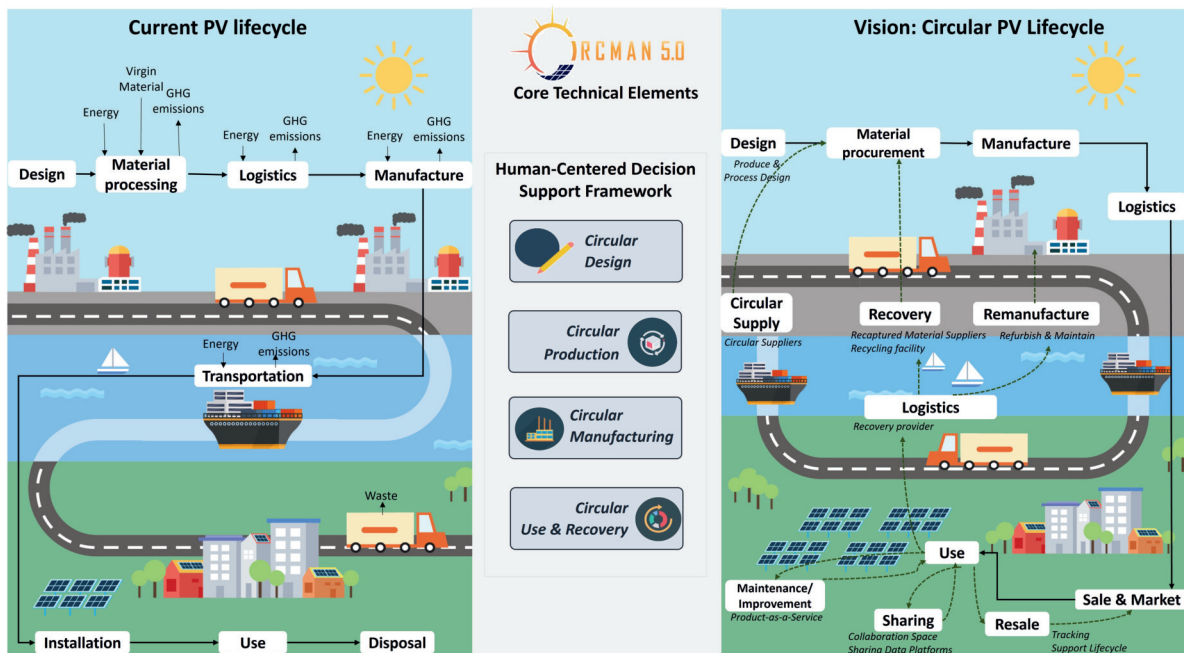 Current PV lifecycle
Virgin
Material
GHG
emissions
Energy
Energy
GHG
emissions
Energy
GHG
emissions
Design
Material
processing
Logistics
Manufacture
Energy
GHG
emissions
Transportation
Waste
Installation
Use
Disposal
RCMAN 5.0
Core Technical Elements
Human-Centered Decision
Support Framework
Circular
Design
Circular
Production
Circular
Manufacturing
Circular
Use & Recovery
Vision: Circular PV Lifecycle
Design
Produce &
Process Design
Material
procurement
Manufacture
Logistics
Circular
Supply
Circular Suppliers
Recovery
Recaptured Material Suppliers
Recycling facility
Remanufacture
Refurbish & Maintain
Logistics
Recovery provider
Use
Maintenance/
Improvement
Product-as-a-Service
Sharing
Collaboration Space
Sharing Data Platforms
Resale
Tracking
Support Lifecycle
Sale & Market